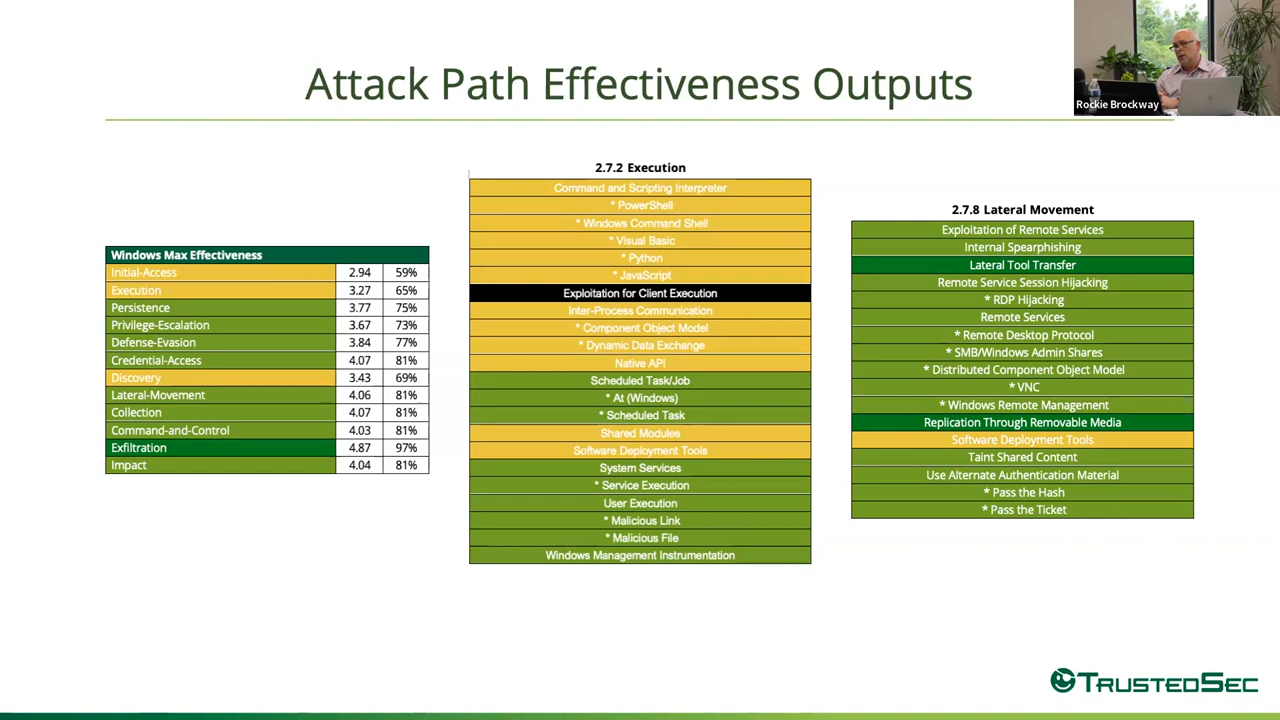 Attack Path Effectiveness Outputs
Rockie Brockway
Windows Max Effectiveness
Initial-Access 2.94 59%
Execution 3.27 65%
Persistence 3.77 75%
Privilege-Escalation 3.67 73%
Defense-Evasion 3.84 77%
Credential-Access 4.07 81%
Discovery 3.43 69%
Lateral-Movement 4.06 81%
Collection 4.07 81%
Command-and-Control 4.03 81%
Exfiltration 4.87 97%
Impact 4.04 81%
2.7.2 Execution
Command and Scripting Interpreter
* PowerShell
* Windows Command Shell
* Visual Basic
* Python
* JavaScript
Exploitation for Client Execution
Inter-Process Communication
* Component Object Model
* Dynamic Data Exchange
Native API
Scheduled Task/Job
* At (Windows)
* Scheduled Task
Shared Modules
Software Deployment Tools
System Services
* Service Execution
User Execution
* Malicious Link
* Malicious File
Windows Management Instrumentation
2.7.8 Lateral Movement
Exploitation of Remote Services
Internal Spearphishing
Lateral Tool Transfer
Remote Service Session Hijacking
* RDP Hijacking
Remote Services
* Remote Desktop Protocol
* SMB/Windows Admin Shares
* Distributed Component Object Model
* VNC
* Windows Remote Management
Replication Through Removable Media
Software Deployment Tools
Taint Shared Content
Use Alternate Authentication Material
* Pass the Hash
* Pass the Ticket
TRUSTEDSEC